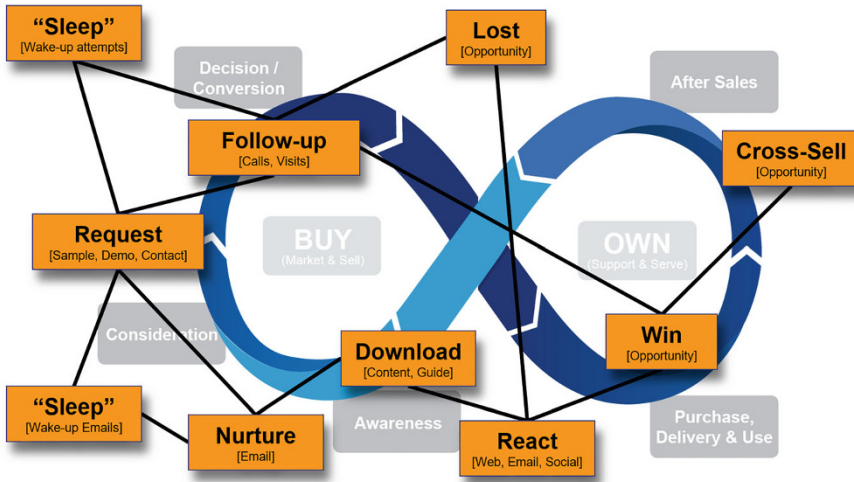 “Sleep”
[Wake-up attempts]
Lost
[Opportunity]
Decision /
Conversion
After Sales
Follow-up
[Calls, Visits]
Cross-Sell
[Opportunity]
Request
[Sample, Demo, Contact]
BUY
(Market & Sell)
OWN
(Support & Serve)
Consideration
Download
[Content, Guide]
Win
[Opportunity]
“Sleep”
[Wake-up Emails]
Nurture
[Email]
Awareness
React
[Web, Email, Social]
Purchase,
Delivery & Use